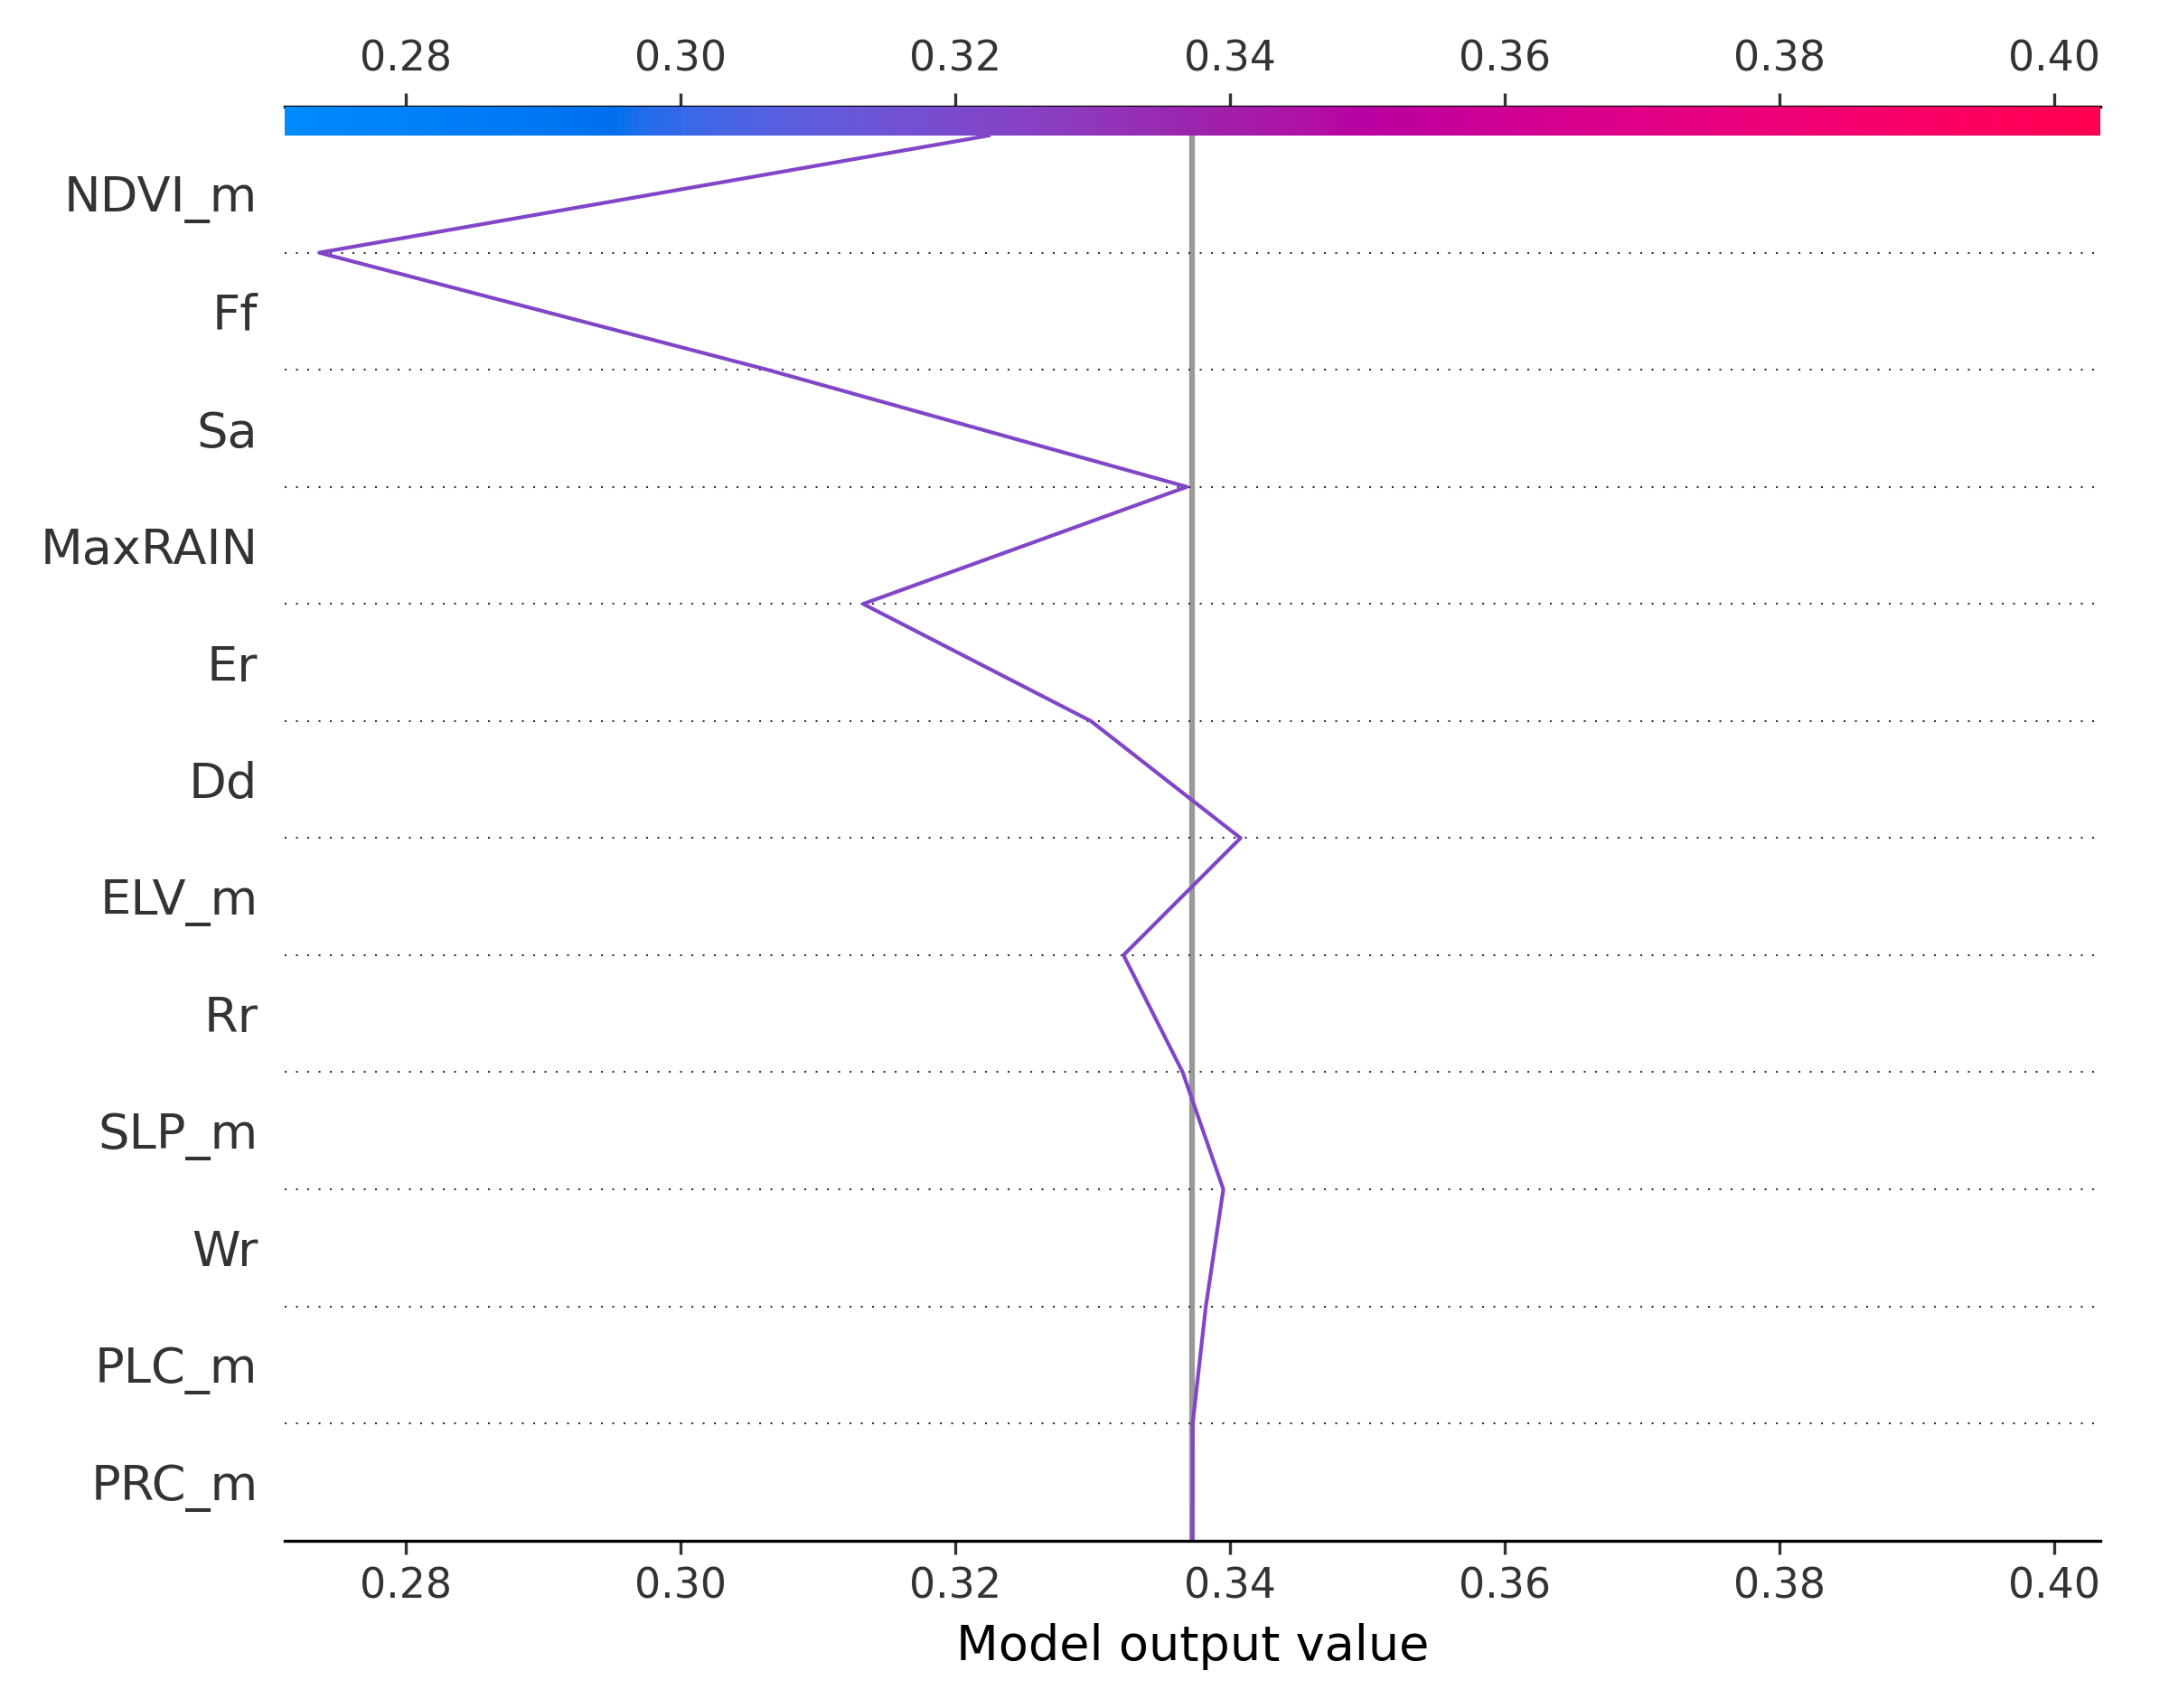 0.28 0.30 0.32 0.34 0.36 0.38 0.40
NDVI_m
Ff
Sa
MaxRAIN
Er
Dd
ELV_m
Rr
SLP_m
Wr
PLC_m
PRC_m
0.28 0.30 0.32 0.34 0.36 0.38 0.40
Model output value